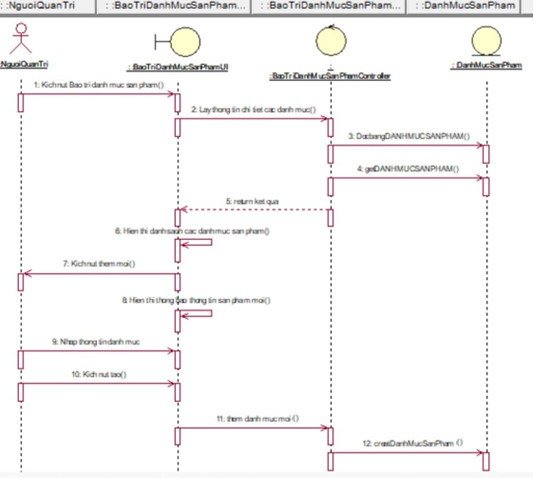 : :NguoiQuanTri
: :BaoTriDanhMucSanPham...
: :BaoTriDanhMucSanPham...
: :DanhMucSanPham
:NguoiQuanTri
: :BaoTriDanhMucSanPhamUI
: :BaoTriDanhMucSanPhamController
: :DanhMucSanPham
1: Kich nut Bao tri danh muc san pham()
2: Lay thong tin chi tiet cac danh muc()
3: DocbangDANHMUCSANPHAM()
4: getDANHMUCSANPHAM()
5: return ket qua
6: Hien thi danh sach cac danh muc san pham()
7: Kich nut them moi()
8: Hien thi thong bao thong tin san pham moi()
9: Nhap thong tin danh muc
10: Kich nut tao()
11: them danh muc moi ()
12: creatDanhMucSanPham ()